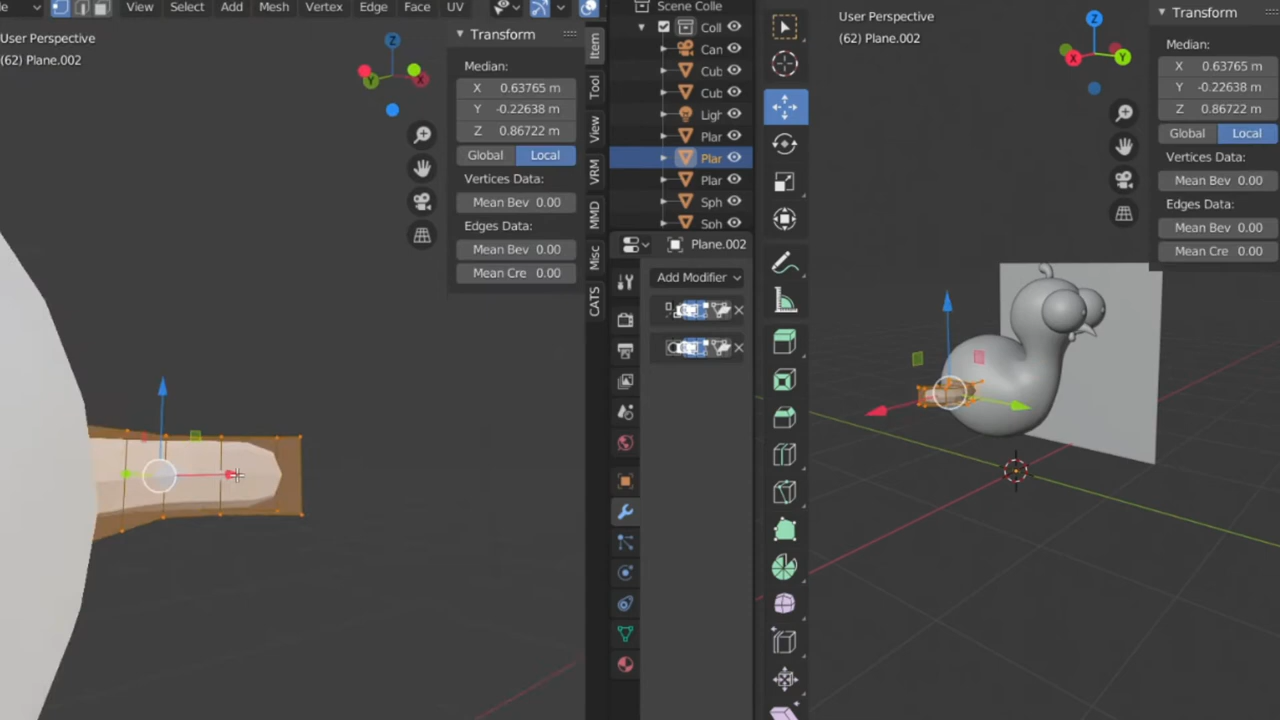 View Select Add Mesh Vertex Edge Face UV
User Perspective
(62) Plane.002
Z
X
Y
Transform
Median:
X 0.63765 m
Y -0.22638 m
Z 0.86722 m
Global Local
Vertices Data:
Mean Bev 0.00
Edges Data:
Mean Bev 0.00
Mean Cre 0.00
Item
Tool
View
VRM
MMD
Misc
CATS
Scene Colle
Coll
Can
Cub
Cub
Ligh
Plar
Plar
Plar
Sph
Sph
Plane.002
Add Modifier
User Perspective
(62) Plane.002
Z
X
Y
Transform
Median:
X 0.63765 m
Y -0.22638 m
Z 0.86722 m
Global Local
Vertices Data:
Mean Bev 0.00
Edges Data:
Mean Bev 0.00
Mean Cre 0.00